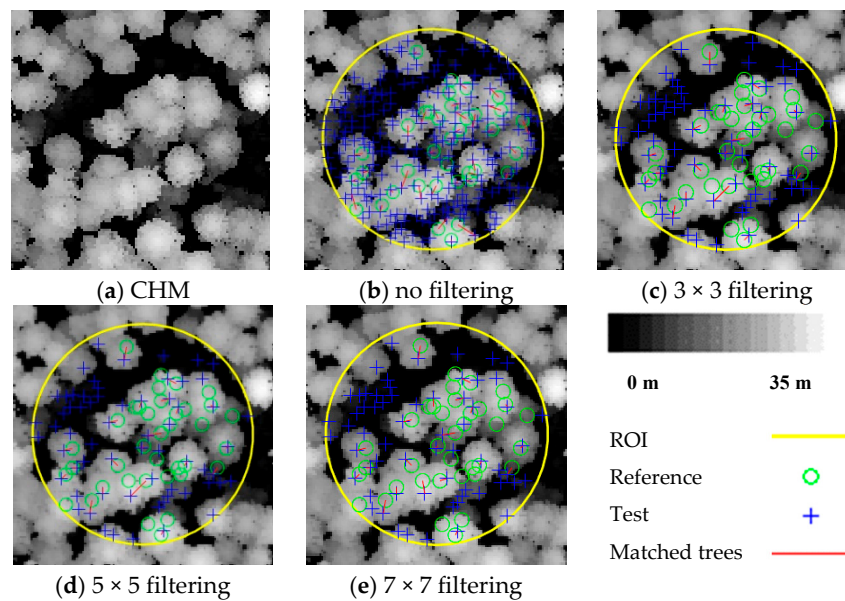 (a) CHM
(b) no filtering
(c) 3 × 3 filtering
(d) 5 × 5 filtering
(e) 7 × 7 filtering
0 m 35 m
ROI
Reference
Test
Matched trees